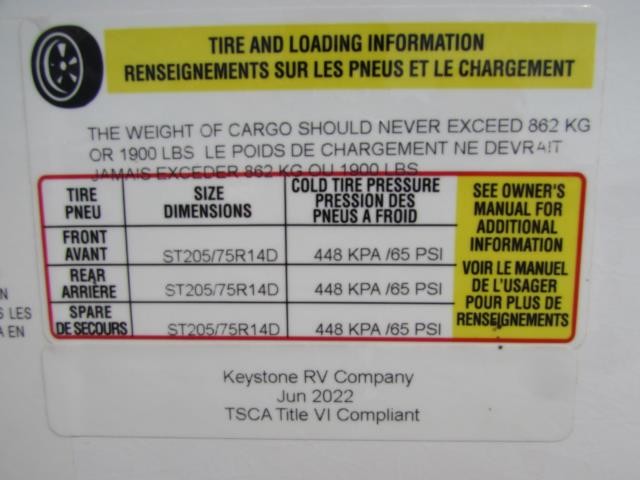 TIRE AND LOADING INFORMATION
RENSEIGNEMENTS SUR LES PNEUS ET LE CHARGEMENT
THE WEIGHT OF CARGO SHOULD NEVER EXCEED 862 KG
OR 1900 LBS LE POIDS DE CHARGEMENT NE DEVRAIT
JAMAIS EXCEDER 862 KG OU 1900 LBS
TIRE
PNEU
SIZE
DIMENSIONS
COLD TIRE PRESSURE
PRESSION DES
PNEUS A FROID
SEE OWNER'S
MANUAL FOR
ADDITIONAL
INFORMATION
VOIR LE MANUEL
DE L'USAGER
POUR PLUS DE
RENSEIGNEMENTS
FRONT
AVANT
ST205/75R14D
448 KPA /65 PSI
REAR
ARRIÈRE
ST205/75R14D
448 KPA /65 PSI
SPARE
DE SECOURS
ST205/75R14D
448 KPA /65 PSI
N
S LES
A EN
Keystone RV Company
Jun 2022
TSCA Title VI Compliant